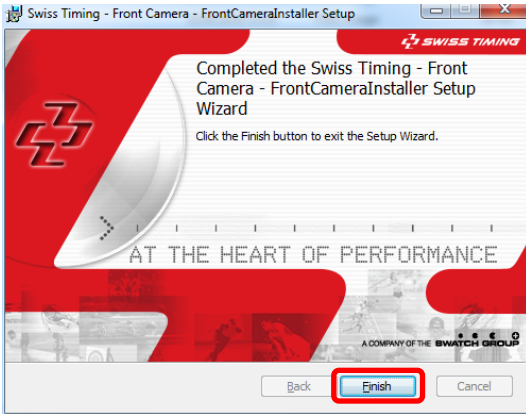 Swiss Timing - Front Camera - FrontCameraInstaller Setup
SWISS TIMING
Completed the Swiss Timing - Front
Camera - FrontCameraInstaller Setup
Wizard
Click the Finish button to exit the Setup Wizard.
AT THE HEART OF PERFORMANCE
A COMPANY OF THE SWATCH GROUP
Back
Finish
Cancel